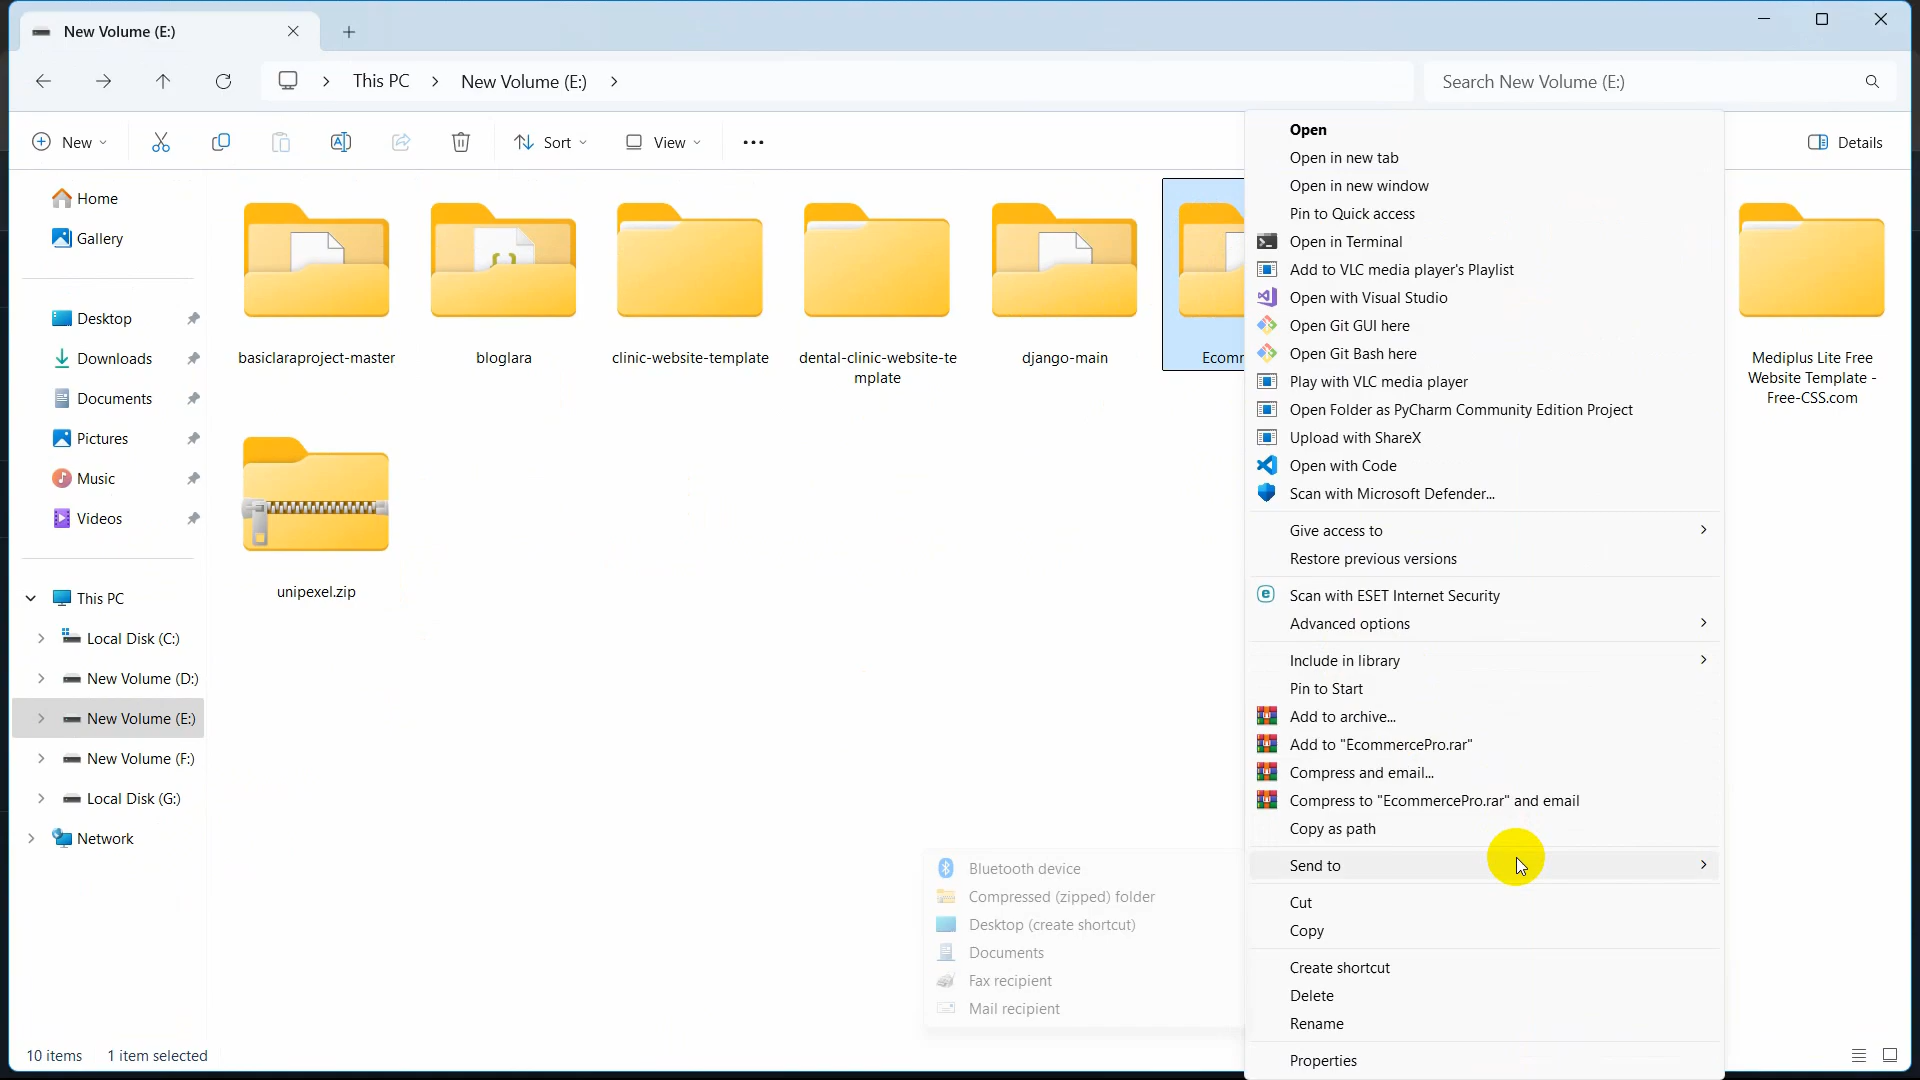 New Volume (E:)
This PC
New Volume (E:)
Search New Volume (E:)
New
Sort
View
Details
Home
Gallery
Desktop
Downloads
Documents
Pictures
Music
Videos
This PC
Local Disk (C:)
New Volume (D:)
New Volume (E:)
New Volume (F:)
Local Disk (G:)
Network
basiclaraproject-master
bloglara
clinic-website-template
dental-clinic-website-te
mplate
django-main
Ecomm
Mediplus Lite Free
Website Template -
Free-CSS.com
unipexel.zip
Open
Open in new tab
Open in new window
Pin to Quick access
Open in Terminal
Add to VLC media player's Playlist
Open with Visual Studio
Open Git GUI here
Open Git Bash here
Play with VLC media player
Open Folder as PyCharm Community Edition Project
Upload with ShareX
Open with Code
Scan with Microsoft Defender...
Give access to
Restore previous versions
Scan with ESET Internet Security
Advanced options
Include in library
Pin to Start
Add to archive...
Add to "EcommercePro.rar"
Compress and email...
Compress to "EcommercePro.rar" and email
Copy as path
Send to
Cut
Copy
Create shortcut
Delete
Rename
Properties
Bluetooth device
Compressed (zipped) folder
Desktop (create shortcut)
Documents
Fax recipient
Mail recipient
10 items
1 item selected